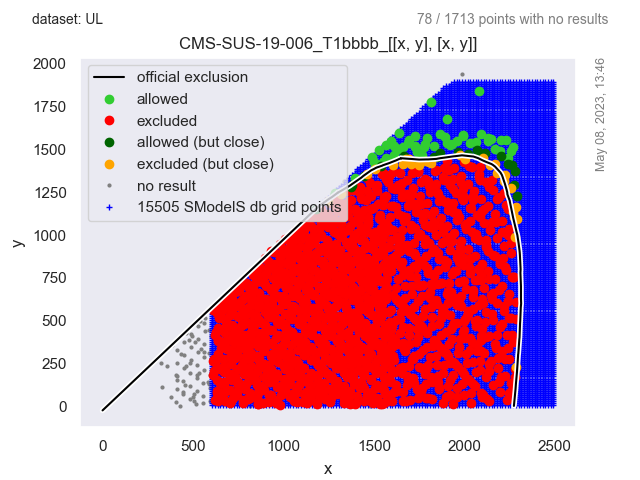 dataset: UL
78 / 1713 points with no results
CMS-SUS-19-006_T1bbbb_[[x, y], [x, y]]
May 08, 2023, 13:46
official exclusion
allowed
excluded
allowed (but close)
excluded (but close)
no result
15505 SModelS db grid points
2000
1750
1500
1250
1000
750
500
250
0
y
0
500
1000
1500
2000
2500
x